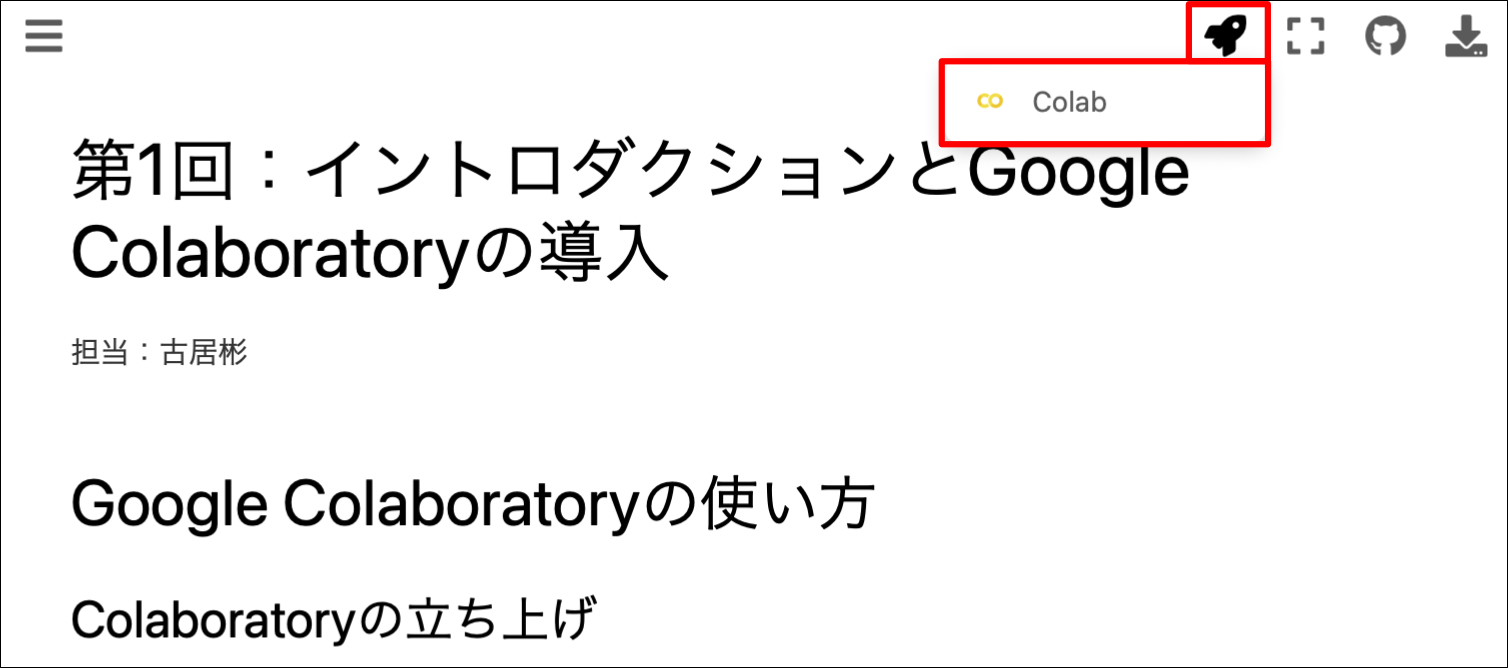 Colab
第1回：イントロダクションとGoogle
Colaboratoryの導入
担当：古居彬
Google Colaboratoryの使い方
Colaboratoryの立ち上げ